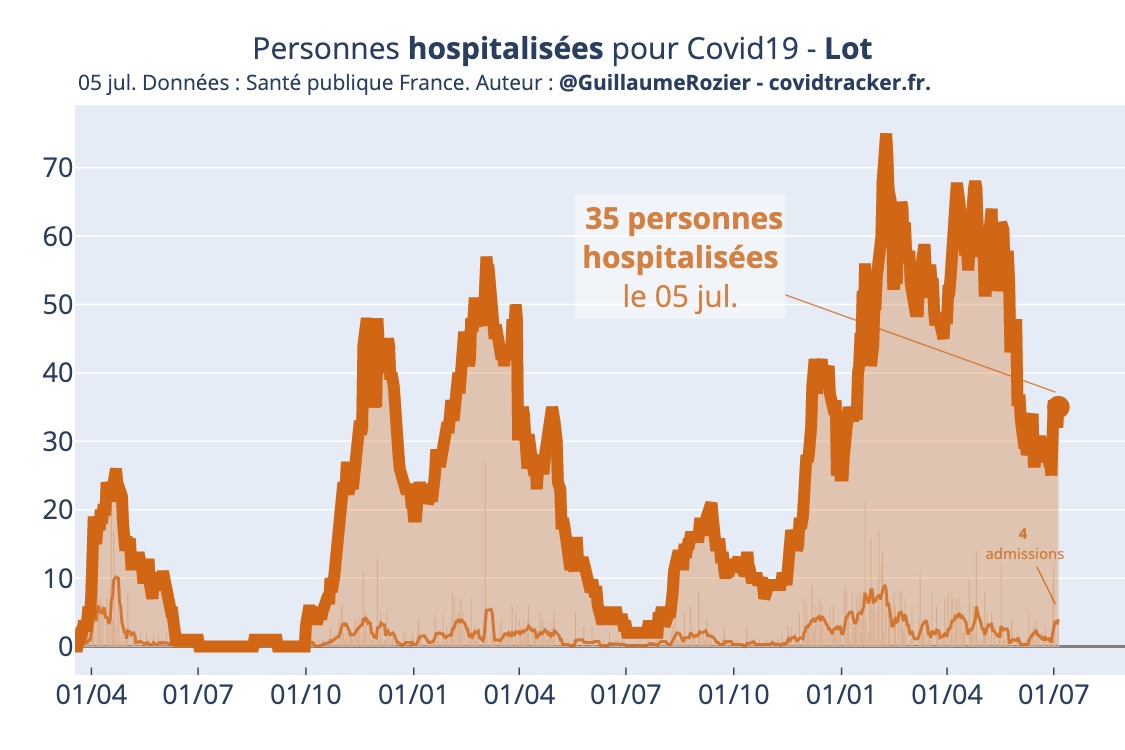 Personnes hospitalisées pour Covid19 - Lot
05 jul. Données : Santé publique France. Auteur : @GuillaumeRozier - covidtracker.fr.
70
60
50
40
30
20
10
0
35 personnes
hospitalisées
le 05 jul.
4
admissions
01/04 01/07 01/10 01/01 01/04 01/07 01/10 01/01 01/04 01/07